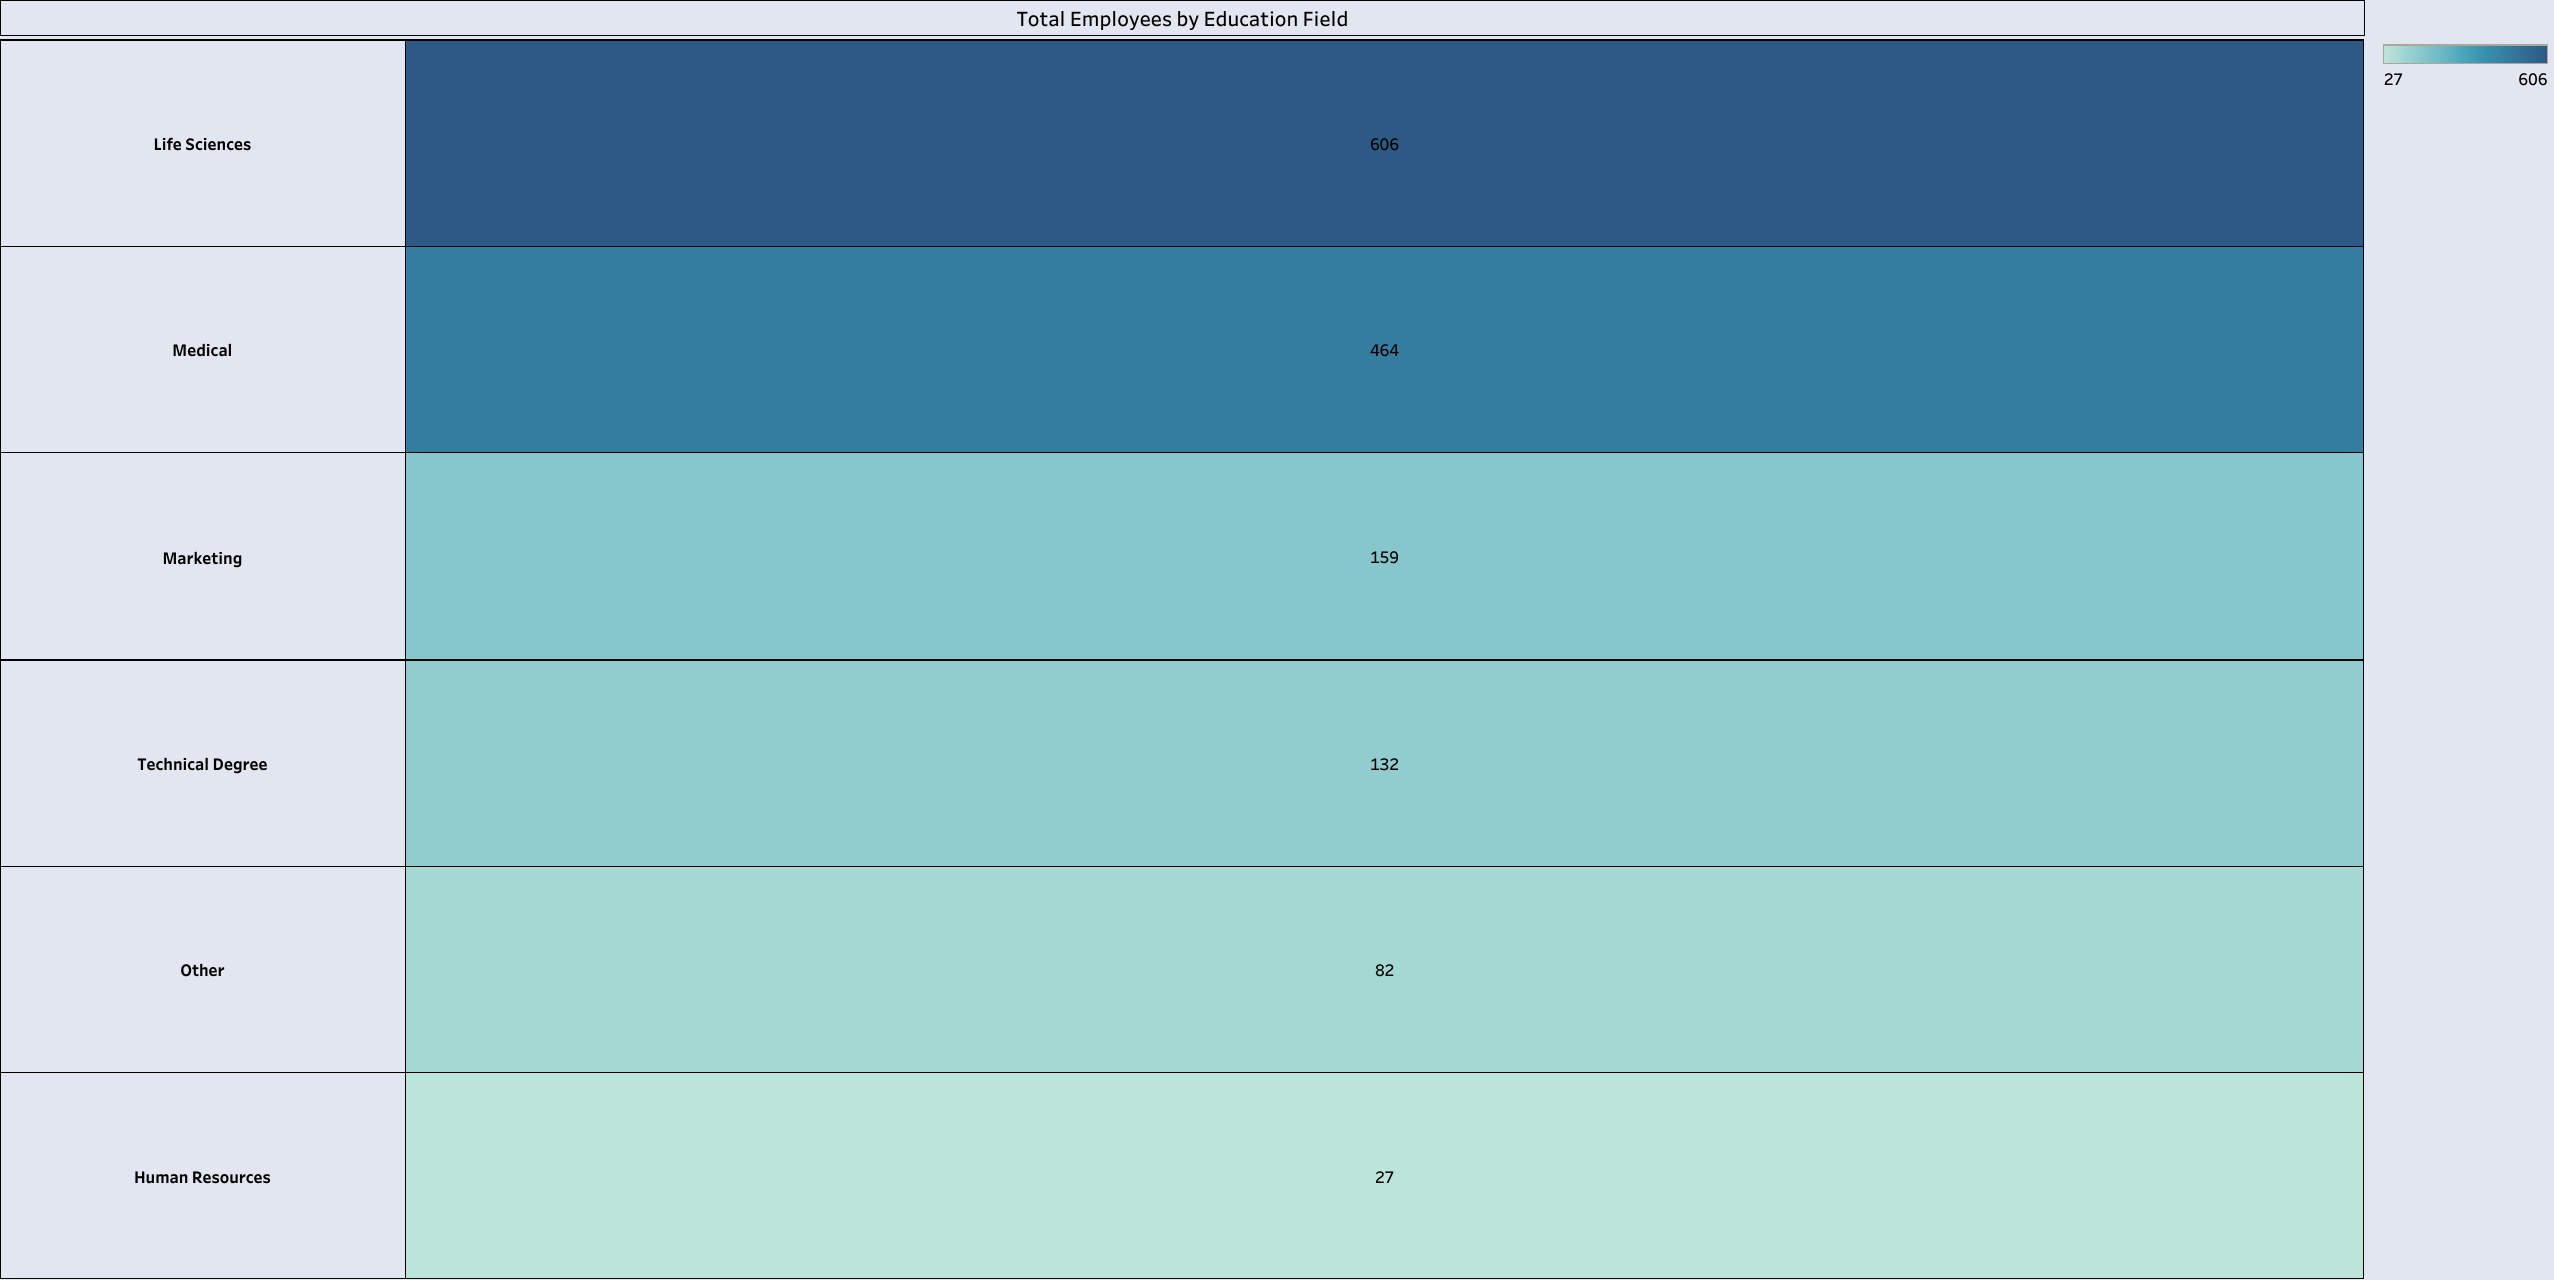 Total Employees by Education Field
27 606
Life Sciences 606
Medical 464
Marketing 159
Technical Degree 132
Other 82
Human Resources 27